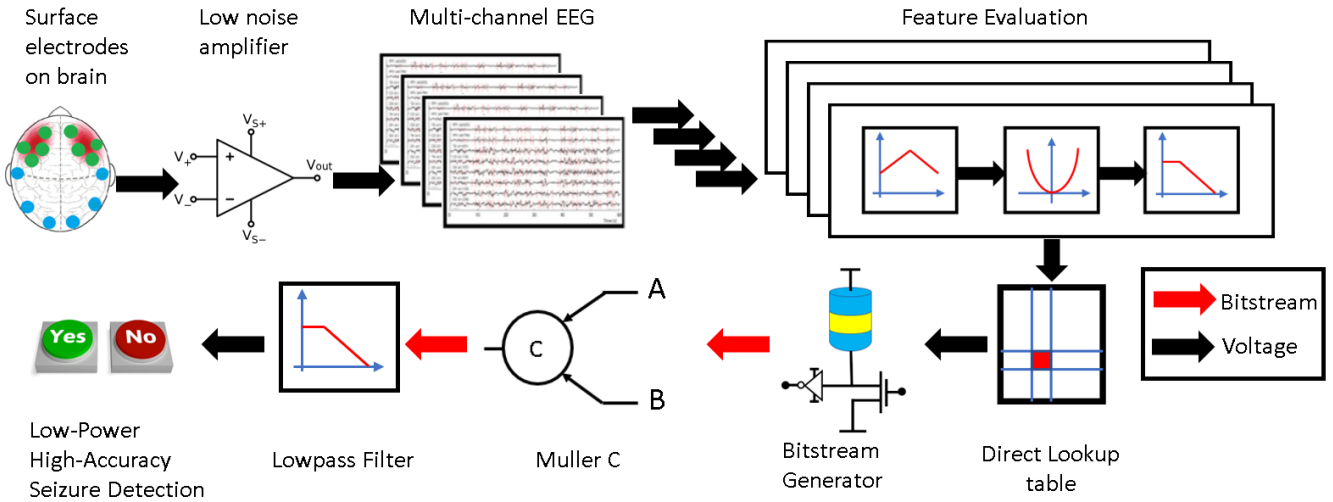 Surface
electrodes
on brain
Low noise
amplifier
Multi-channel EEG
Feature Evaluation
V+
V−
VS+
VS−
Vout
+
−
Bitstream
Voltage
Yes
No
C
A
B
Low-Power
High-Accuracy
Seizure Detection
Lowpass Filter
Muller C
Bitstream
Generator
Direct Lookup
table